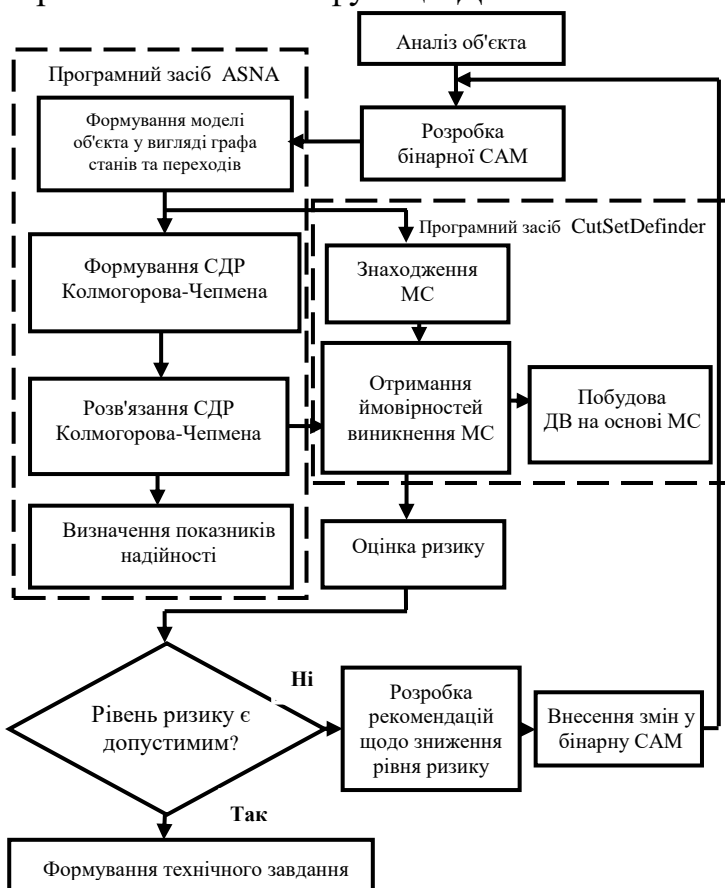 Аналіз об'єкта
Програмний засіб ASNA
Формування моделі
об'єкта у вигляді графа
станів та переходів
Розробка
бінарної САМ
Програмний засіб CutSetDefinder
Формування СДР
Колмогорова-Чепмена
Знаходження
МС
Розв'язання СДР
Колмогорова-Чепмена
Отримання
ймовірностей
виникнення МС
Побудова
ДВ на основі МС
Визначення показників
надійності
Оцінка ризику
Рівень ризику є
допустимим?
Ні
Розробка
рекомендацій
щодо зниження
рівня ризику
Внесення змін у
бінарну САМ
Так
Формування технічного завдання